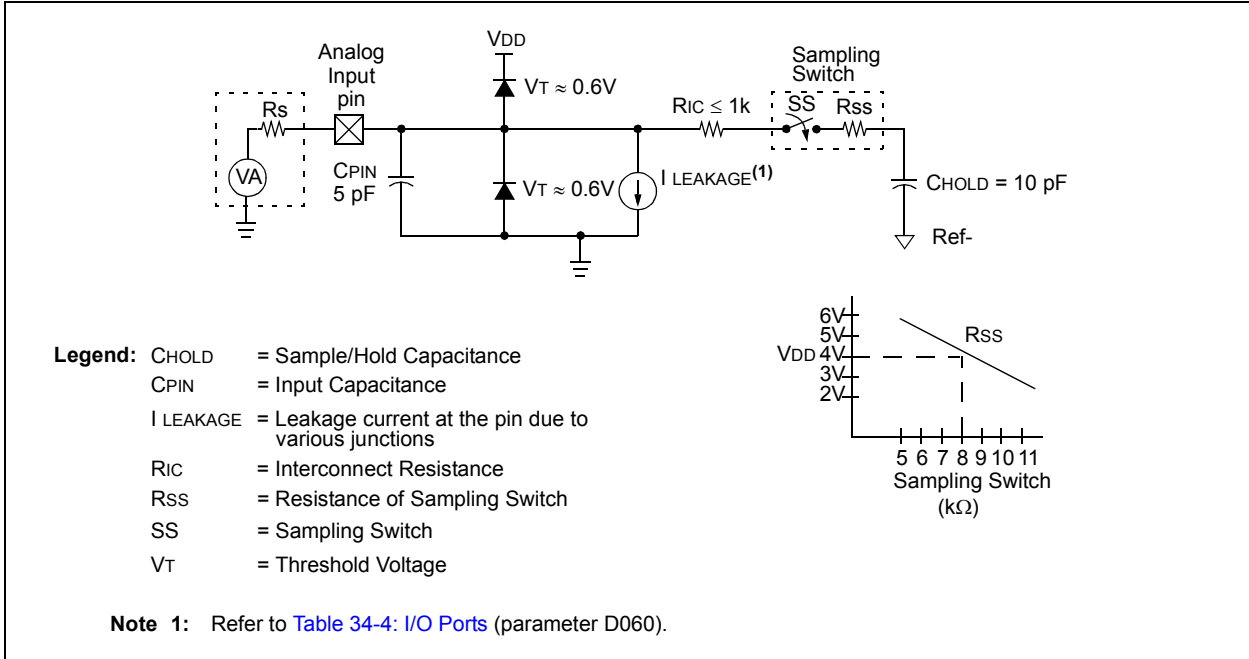 VDD
Analog
Input
pin
VT ≈ 0.6V
Sampling
Switch
Rs
RIC ≤ 1k
SS
Rss
VA
CPIN
5 pF
VT ≈ 0.6V
I LEAKAGE(1)
CHOLD = 10 pF
Ref-
Legend: CHOLD = Sample/Hold Capacitance
CPIN = Input Capacitance
I LEAKAGE = Leakage current at the pin due to
various junctions
RIC = Interconnect Resistance
RSS = Resistance of Sampling Switch
SS = Sampling Switch
VT = Threshold Voltage
6V
5V
VDD 4V
3V
2V
RSS
5 6 7 8 9 10 11
Sampling Switch
(kΩ)
Note 1: Refer to Table 34-4: I/O Ports (parameter D060).